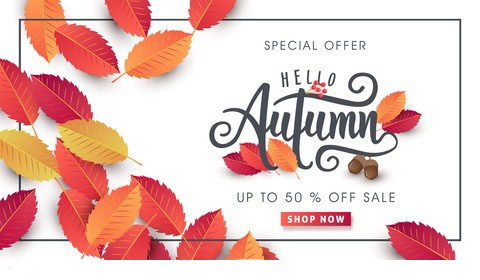 SPECIAL OFFER
HELLO
Autumn
UP TO 50 % OFF SALE
SHOP NOW